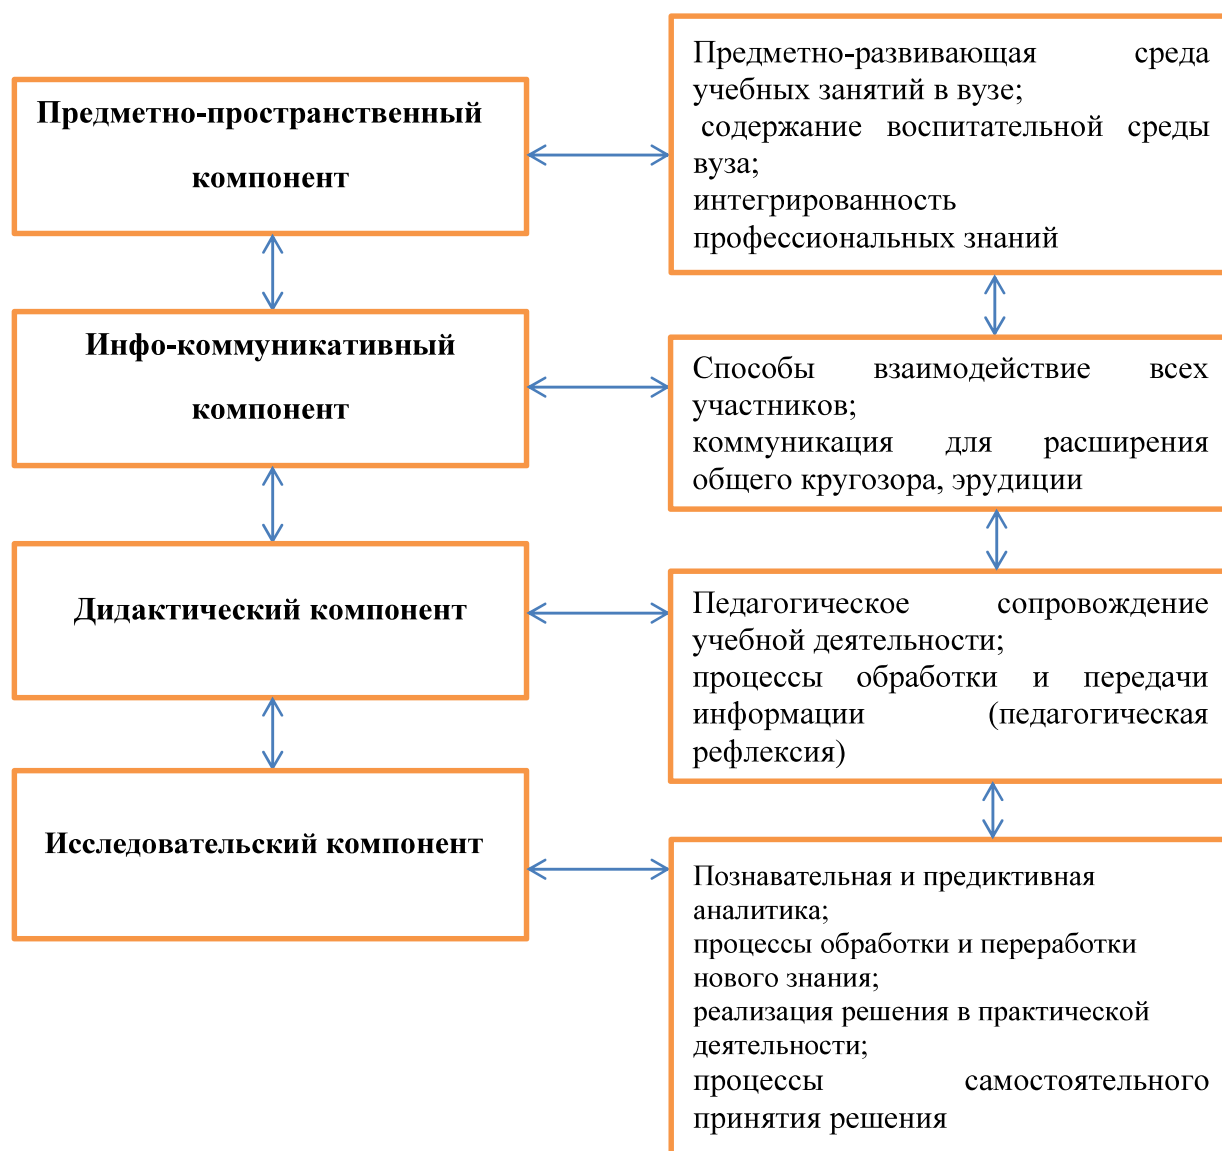 Предметно-пространственный
компонент
Предметно-развивающая среда
учебных занятий в вузе;
содержание воспитательной среды
вуза;
интегрированность
профессиональных знаний
Инфо-коммуникативный
компонент
Способы взаимодействие всех
участников;
коммуникация для расширения
общего кругозора, эрудиции
Дидактический компонент
Педагогическое сопровождение
учебной деятельности;
процессы обработки и передачи
информации (педагогическая
рефлексия)
Исследовательский компонент
Познавательная и предиктивная
аналитика;
процессы обработки и переработки
нового знания;
реализация решения в практической
деятельности;
процессы самостоятельного
принятия решения